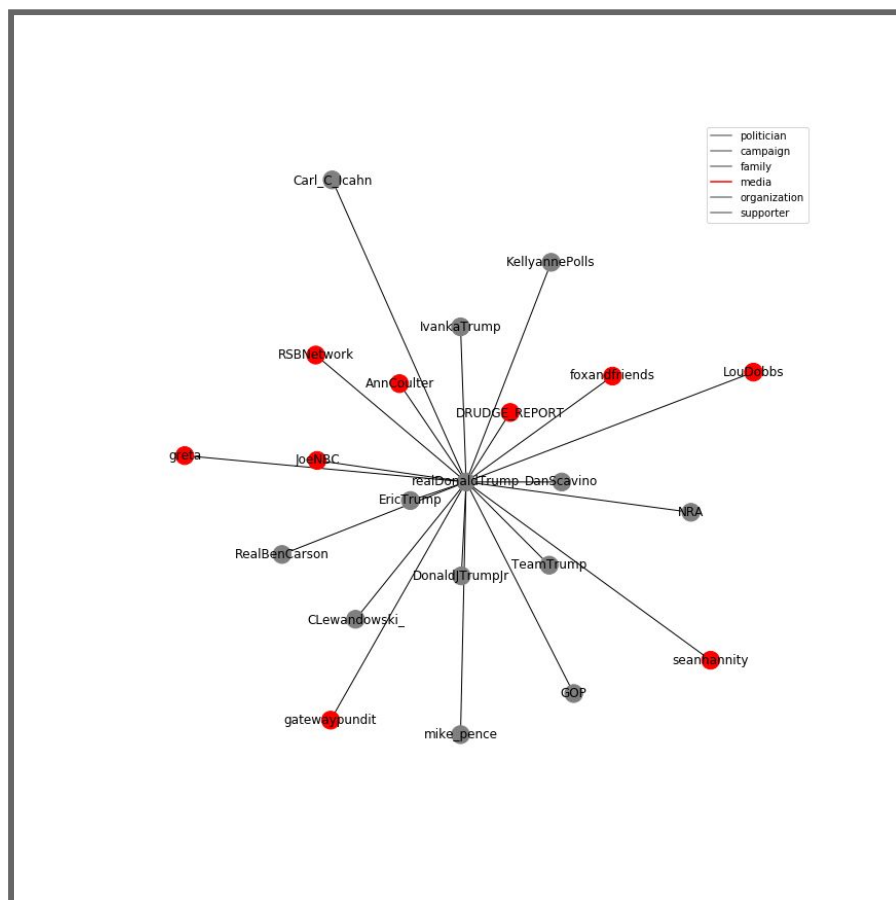 politician
campaign
family
media
organization
supporter
Carl_C_Icahn
KellyannePolls
IvankaTrump
RSBNetwork
AnnCoulter
foxandfriends
LouDobbs
DRUDGE_REPORT
greta
JoeNBC
realDonaldTrump
DanScavino
EricTrump
NRA
RealBenCarson
DonaldJTrumpJr
TeamTrump
CLewandowski_
seanhannity
GOP
gatewaypundit
mike_pence